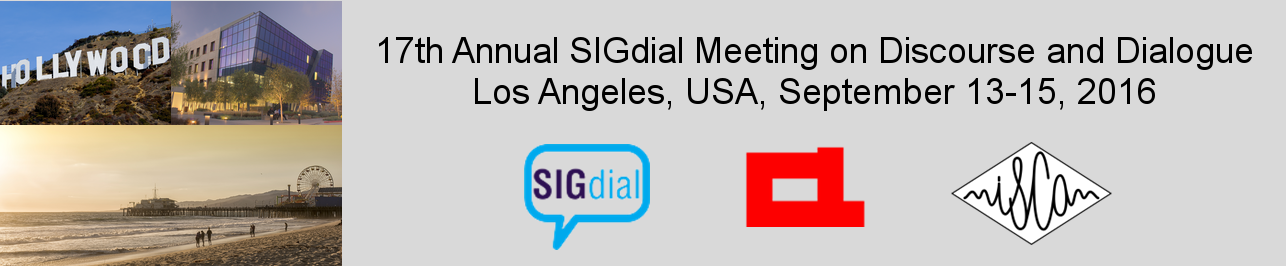 HOLLYWOOD
17th Annual SIGdial Meeting on Discourse and Dialogue
Los Angeles, USA, September 13-15, 2016
SIGdial
ISCA